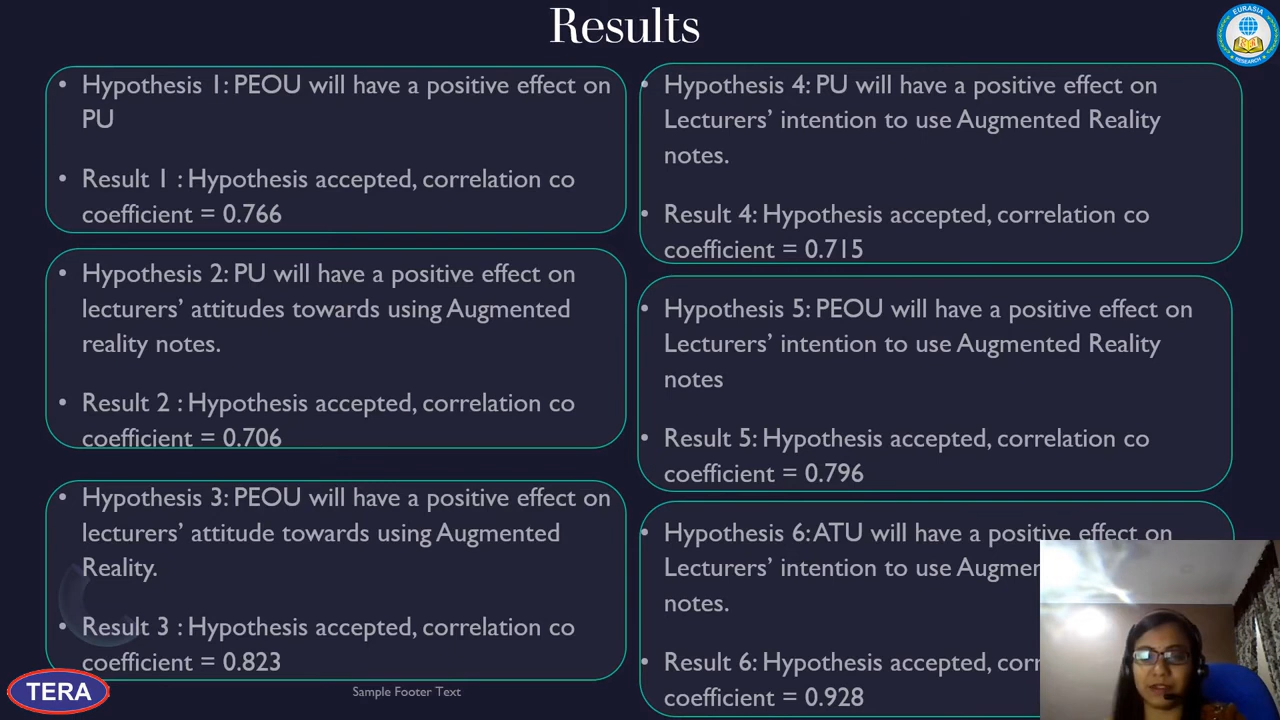 Results
EURASIA
RESEARCH
• Hypothesis 1: PEOU will have a positive effect on
PU
• Result 1 : Hypothesis accepted, correlation co
coefficient = 0.766
• Hypothesis 2: PU will have a positive effect on
lecturers’ attitudes towards using Augmented
reality notes.
• Result 2 : Hypothesis accepted, correlation co
coefficient = 0.706
• Hypothesis 3: PEOU will have a positive effect on
lecturers’ attitude towards using Augmented
Reality.
• Result 3 : Hypothesis accepted, correlation co
coefficient = 0.823
• Hypothesis 4: PU will have a positive effect on
Lecturers’ intention to use Augmented Reality
notes.
• Result 4: Hypothesis accepted, correlation co
coefficient = 0.715
• Hypothesis 5: PEOU will have a positive effect on
Lecturers’ intention to use Augmented Reality
notes
• Result 5: Hypothesis accepted, correlation co
coefficient = 0.796
• Hypothesis 6: ATU will have a positive effect on
Lecturers’ intention to use Augmen
notes.
• Result 6: Hypothesis accepted, corr
coefficient = 0.928
TERA
Sample Footer Text